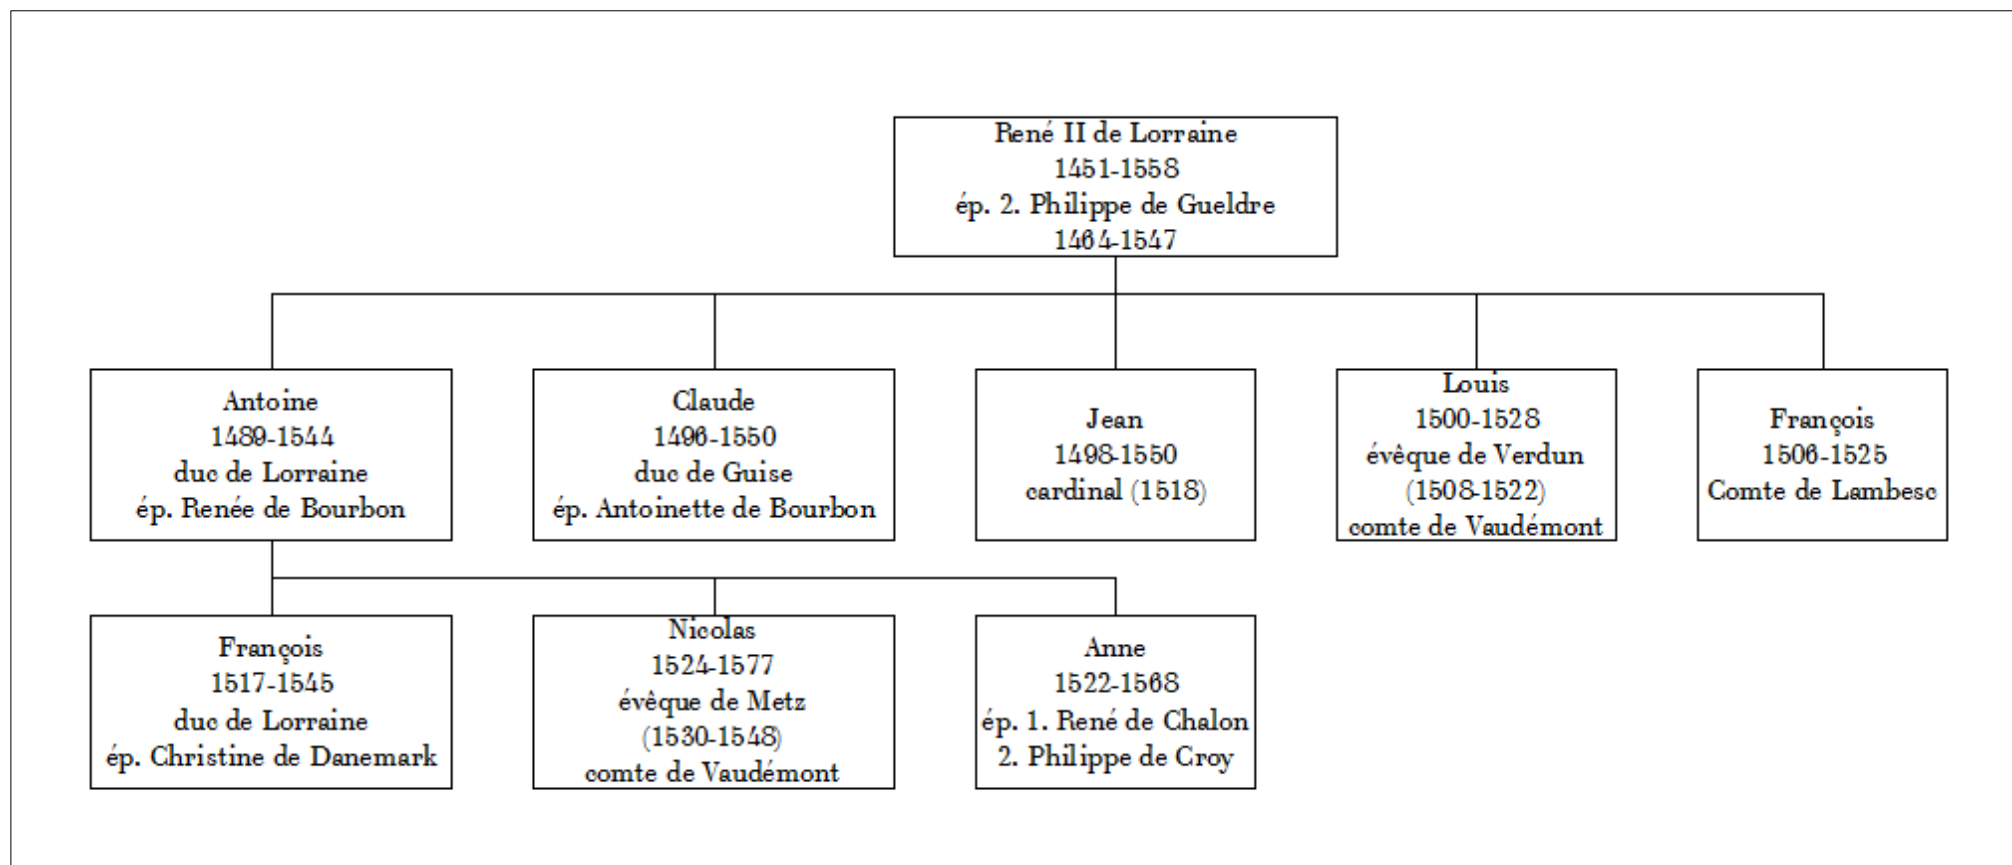 René II de Lorraine
1451-1558
ép. 2. Philippe de Gueldre
1464-1547
Antoine
1489-1544
duc de Lorraine
ép. Renée de Bourbon
Claude
1496-1550
duc de Guise
ép. Antoinette de Bourbon
Jean
1498-1550
cardinal (1518)
Louis
1500-1528
évêque de Verdun
(1508-1522)
comte de Vaudémont
François
1506-1525
Comte de Lambesc
François
1517-1545
duc de Lorraine
ép. Christine de Danemark
Nicolas
1524-1577
évêque de Metz
(1530-1548)
comte de Vaudémont
Anne
1522-1568
ép. 1. René de Chalon
2. Philippe de Croy